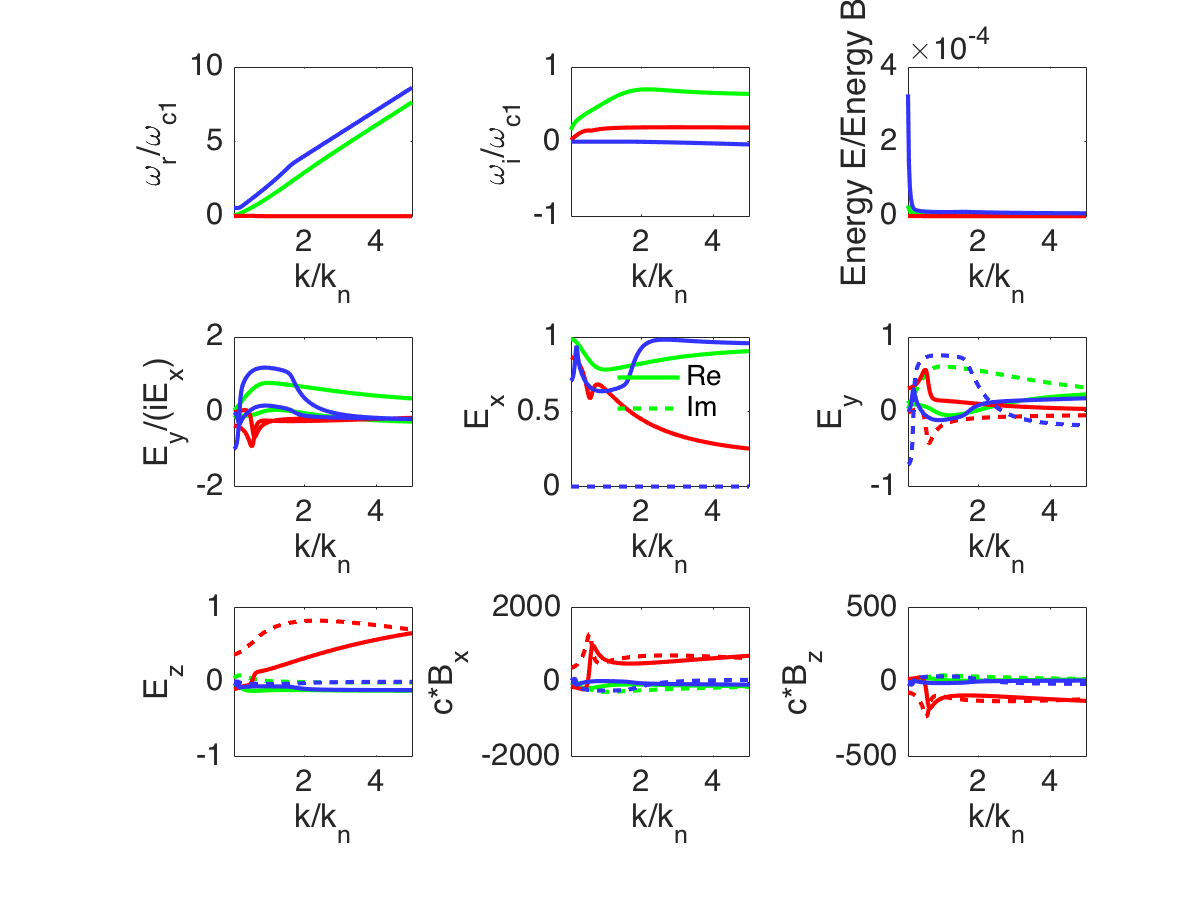 10
5
0
ω_r/ω_c1
2 4
k/k_n
1
0
-1
ω_i/ω_c1
2 4
k/k_n
×10^-4
4
2
0
Energy E/Energy B
2 4
k/k_n
2
0
-2
E_y/(iE_x)
2 4
k/k_n
1
0.5
0
E_x
Re
Im
2 4
k/k_n
1
0
-1
E_y
2 4
k/k_n
1
0
-1
E_z
2 4
k/k_n
2000
0
-2000
c*B_x
2 4
k/k_n
500
0
-500
c*B_z
2 4
k/k_n